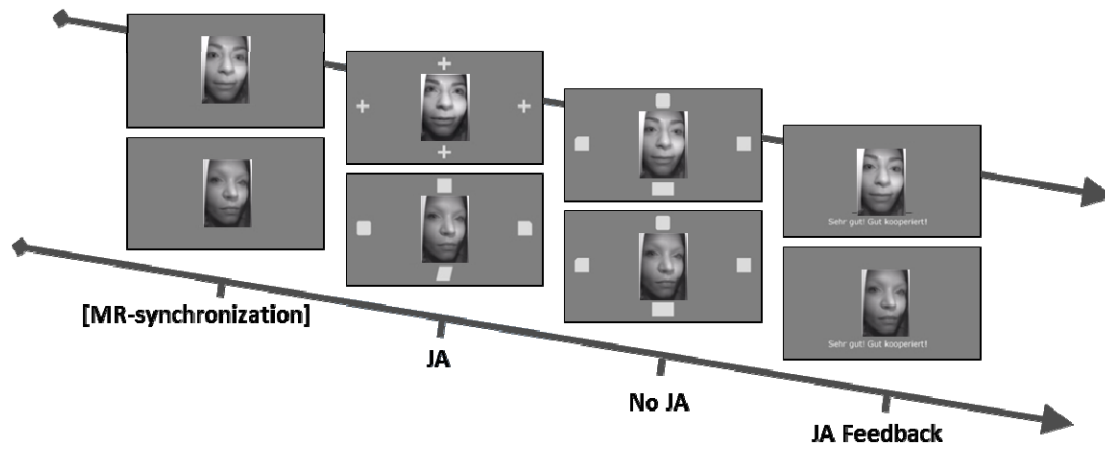 Sehr gut! Gut kooperiert!
Sehr gut! Gut kooperiert!
[MR-synchronization]
JA
No JA
JA Feedback